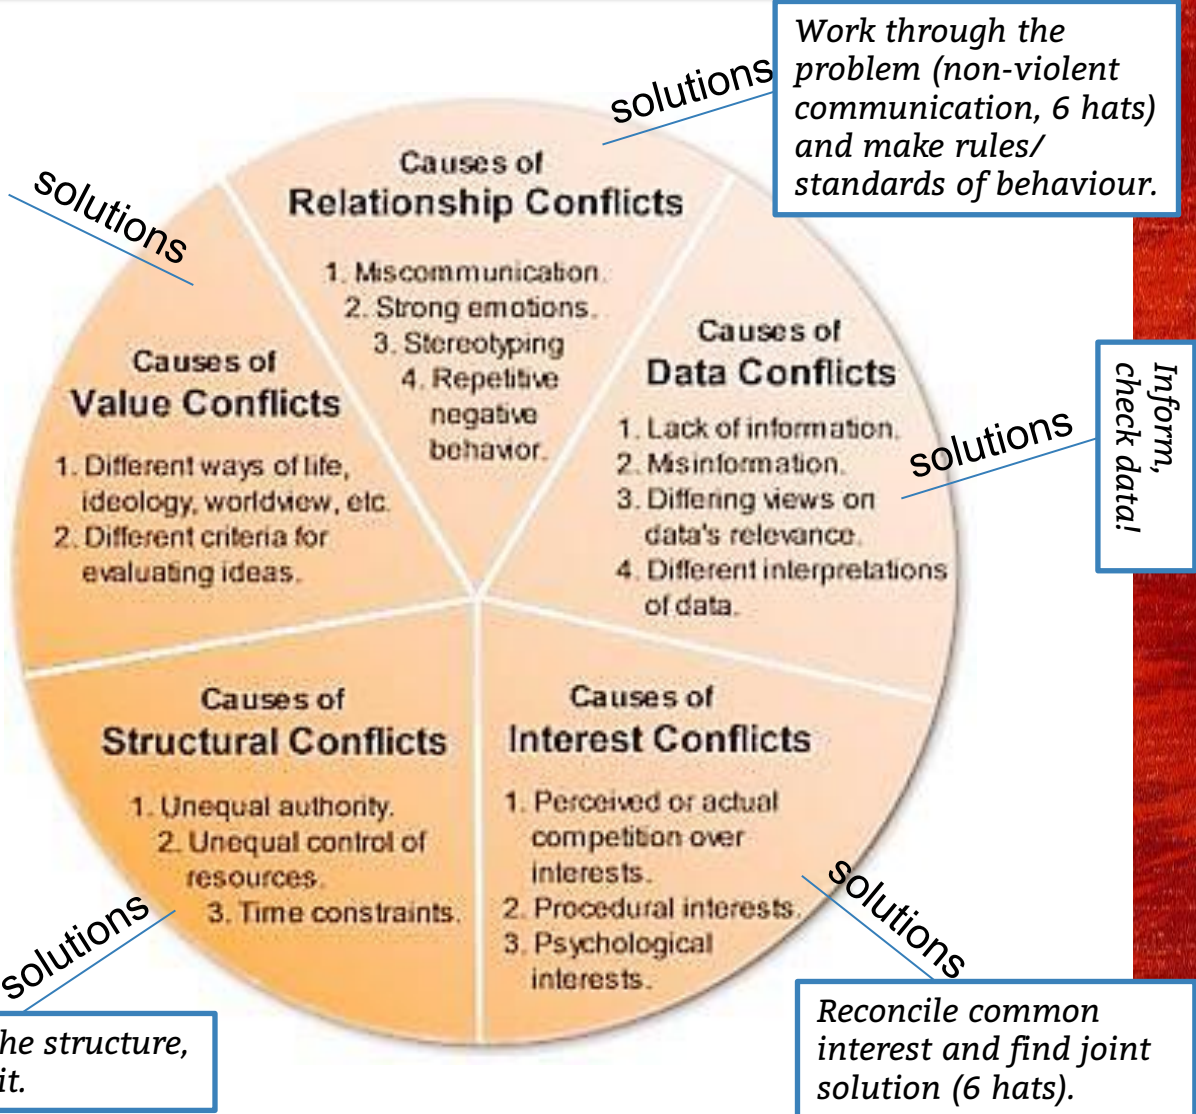 solutions
Work through the
problem (non-violent
communication, 6 hats)
and make rules/
standards of behaviour.
solutions
Causes of
Relationship Conflicts
1. Miscommunication.
2. Strong emotions.
3. Stereotyping
4. Repetitive
negative
behavior.
Causes of
Value Conflicts
1. Different ways of life,
ideology, worldview, etc.
2. Different criteria for
evaluating ideas.
Causes of
Data Conflicts
1. Lack of information.
2. Misinformation.
3. Differing views on
data's relevance.
4. Different interpretations
of data.
solutions
Inform,
check data!
Causes of
Structural Conflicts
1. Unequal authority.
2. Unequal control of
resources.
3. Time constraints.
Causes of
Interest Conflicts
1. Perceived or actual
competition over
interests.
2. Procedural interests.
3. Psychological
interests.
solutions
he structure,
it.
solutions
Reconcile common
interest and find joint
solution (6 hats).